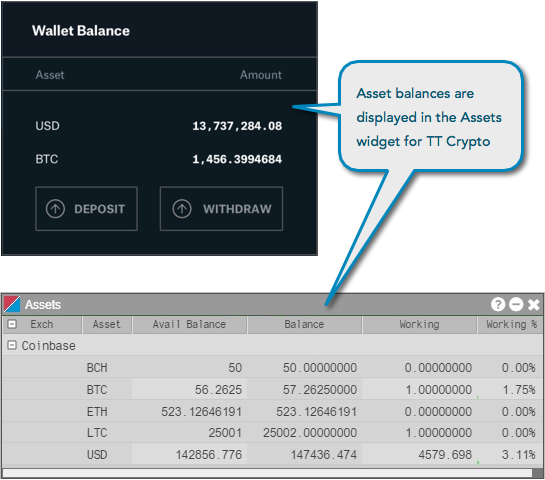 Wallet Balance
Asset Amount
USD 13,737,284.08
BTC 1,456.3994684
DEPOSIT WITHDRAW
Asset balances are
displayed in the Assets
widget for TT Crypto
Assets
Exch Asset Avail Balance Balance Working Working %
Coinbase
BCH 50 50.00000000 0.00000000 0.00%
BTC 56.2625 57.26250000 1.00000000 1.75%
ETH 523.12646191 523.12646191 0.00000000 0.00%
LTC 25001 25002.00000000 1.00000000 0.00%
USD 142856.776 147436.474 4579.698 3.11%